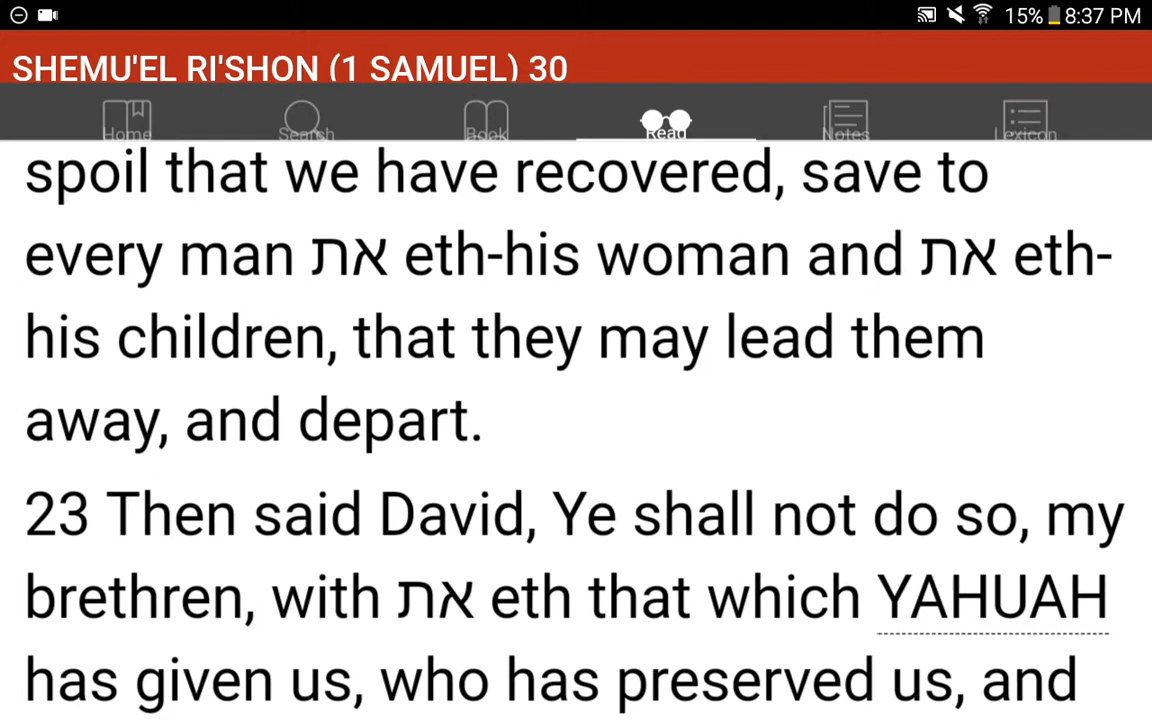 15% 8:37 PM
SHEMU'EL RI'SHON (1 SAMUEL) 30
Home Search Book Read Notes Lexicon
spoil that we have recovered, save to
every man את eth-his woman and את eth-
his children, that they may lead them
away, and depart.
23 Then said David, Ye shall not do so, my
brethren, with את eth that which YAHUAH
has given us, who has preserved us, and